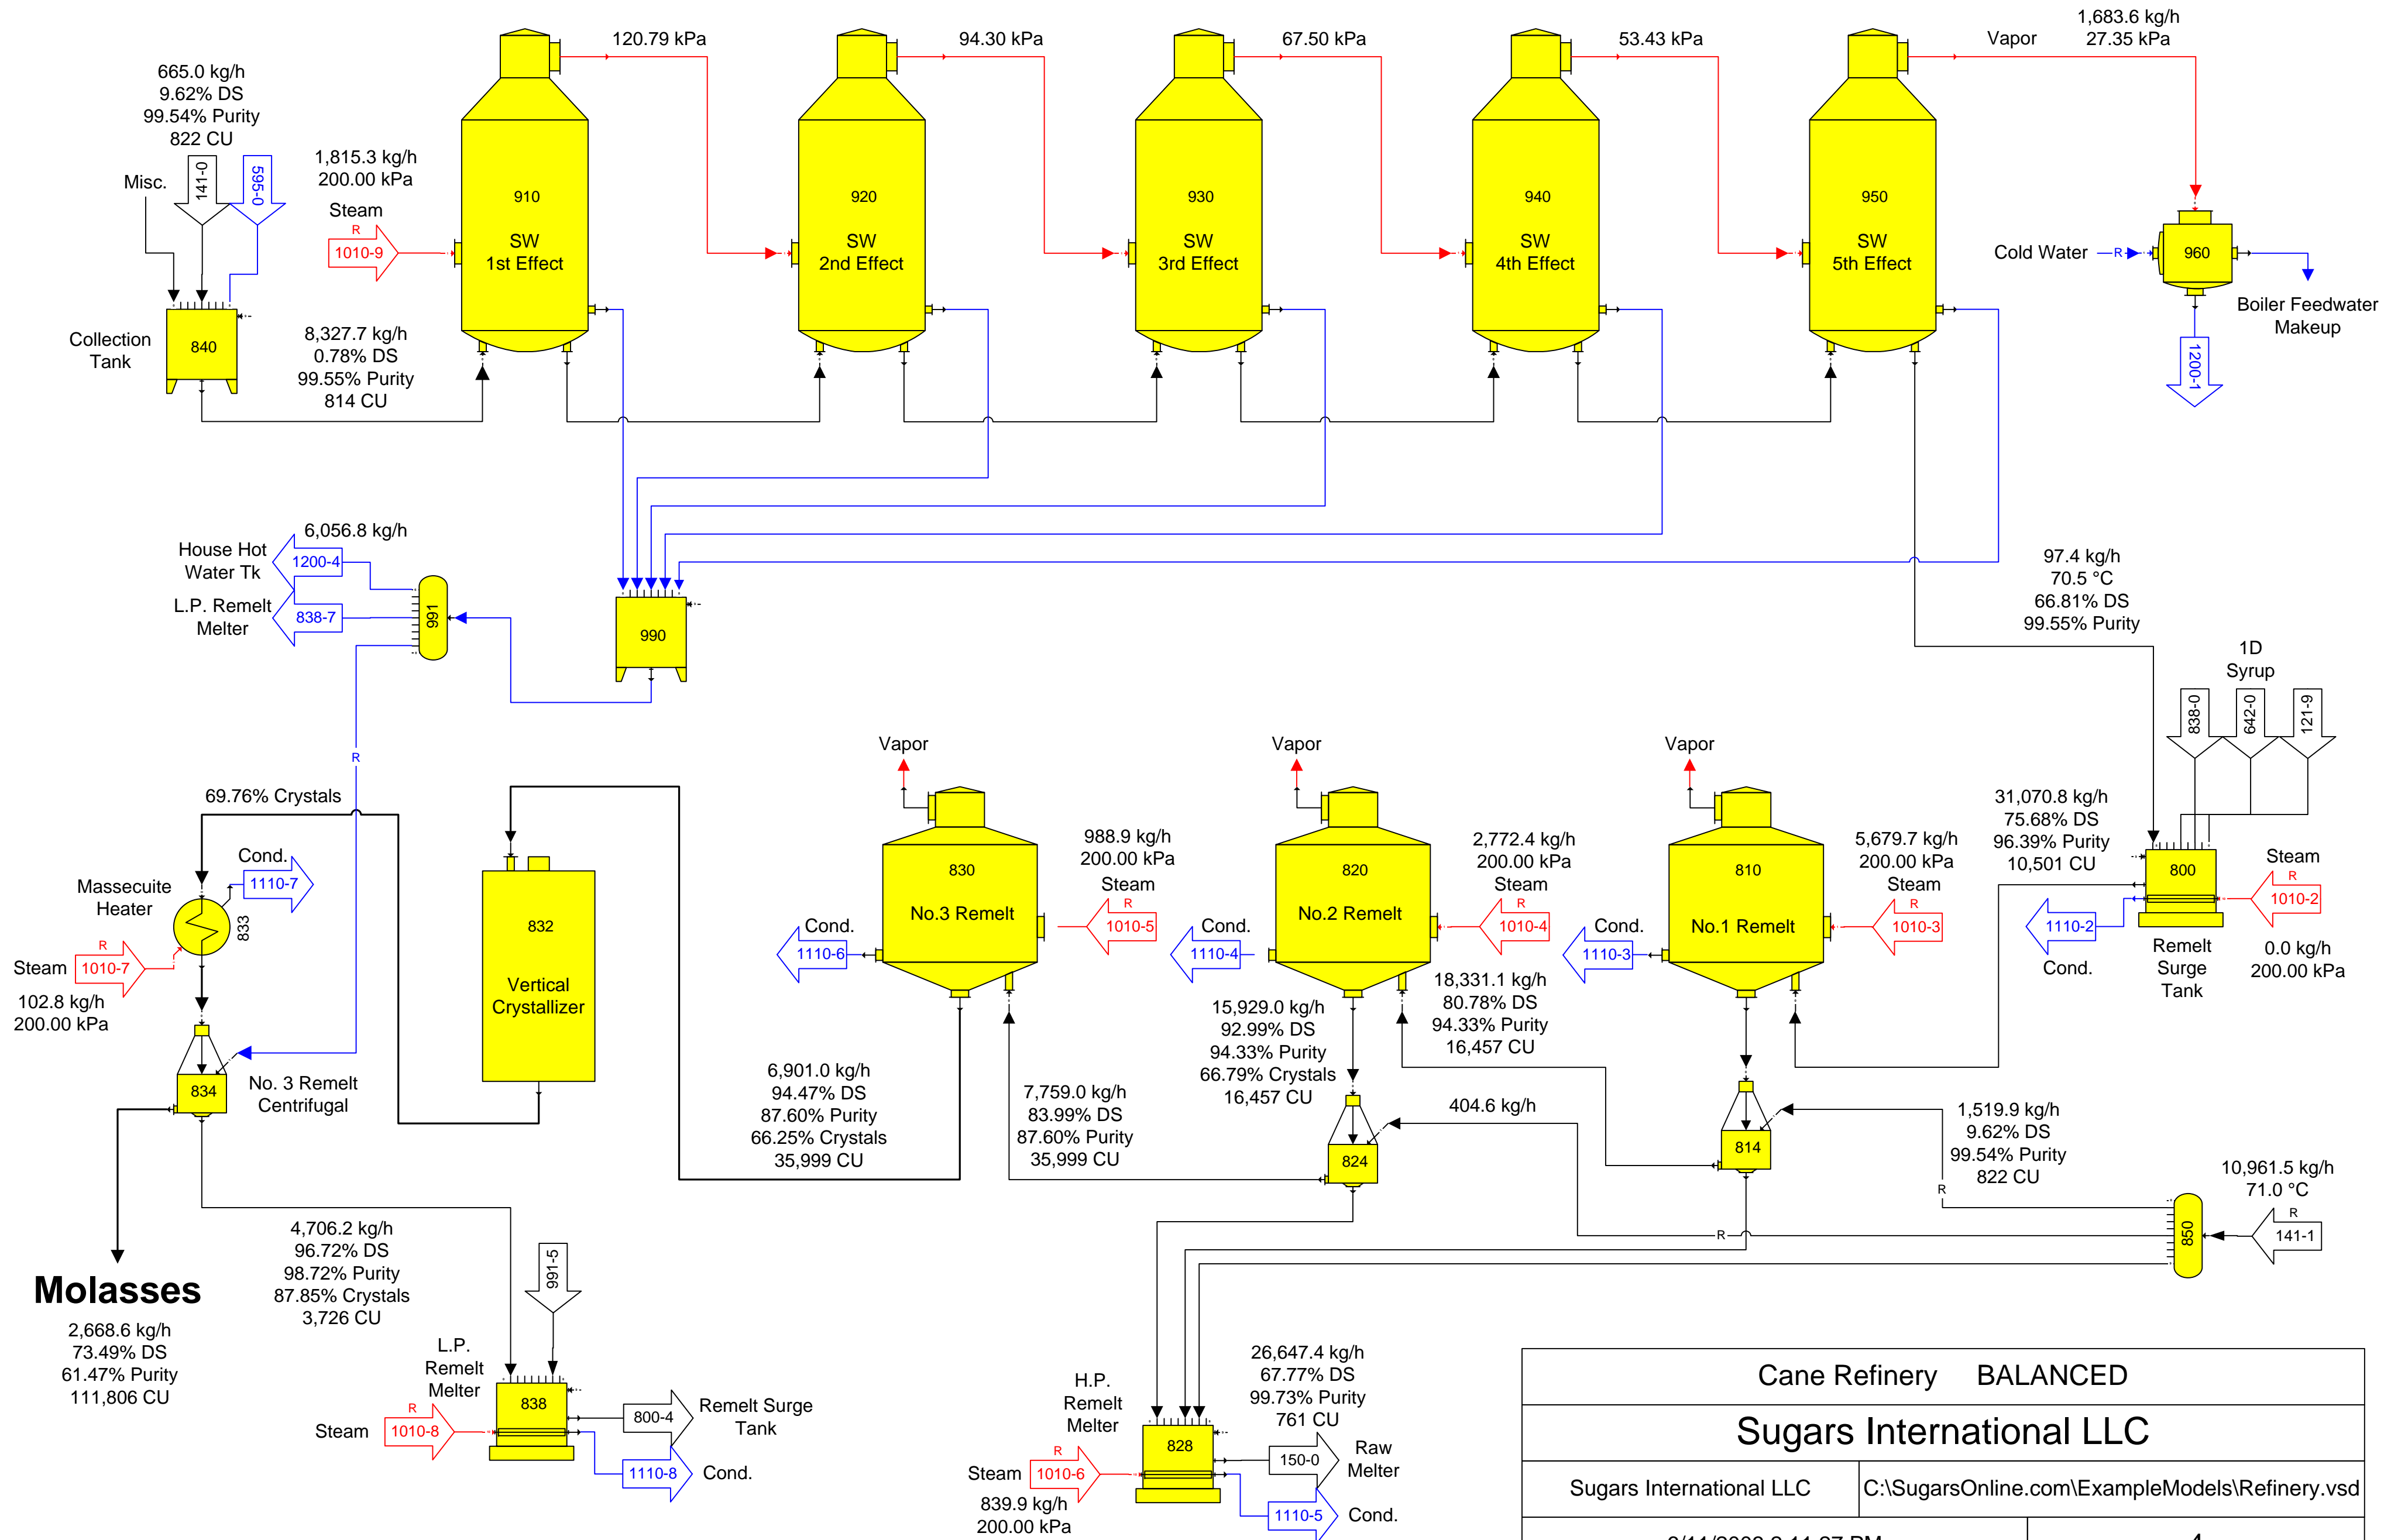 120.79 kPa
94.30 kPa
67.50 kPa
53.43 kPa
Vapor
1,683.6 kg/h
27.35 kPa
665.0 kg/h
9.62% DS
99.54% Purity
822 CU
Misc.
141-0
595-0
1,815.3 kg/h
200.00 kPa
Steam
R
1010-9
910
SW
1st Effect
920
SW
2nd Effect
930
SW
3rd Effect
940
SW
4th Effect
950
SW
5th Effect
Cold Water
R
960
Boiler Feedwater
Makeup
1200-1
Collection
Tank
840
8,327.7 kg/h
0.78% DS
99.55% Purity
814 CU
6,056.8 kg/h
House Hot
Water Tk
1200-4
L.P. Remelt
Melter
838-7
991
990
R
97.4 kg/h
70.5 °C
66.81% DS
99.55% Purity
1D
Syrup
838-0
642-0
121-9
69.76% Crystals
Cond.
1110-7
Massecuite
Heater
833
R
Steam
1010-7
102.8 kg/h
200.00 kPa
834
No. 3 Remelt
Centrifugal
832
Vertical
Crystallizer
Vapor
830
No.3 Remelt
988.9 kg/h
200.00 kPa
Steam
R
1010-5
Cond.
1110-6
Vapor
820
No.2 Remelt
2,772.4 kg/h
200.00 kPa
Steam
R
1010-4
Cond.
1110-4
Vapor
810
No.1 Remelt
5,679.7 kg/h
200.00 kPa
Steam
R
1010-3
Cond.
1110-3
31,070.8 kg/h
75.68% DS
96.39% Purity
10,501 CU
800
Steam
R
1010-2
0.0 kg/h
200.00 kPa
1110-2
Cond.
Remelt
Surge
Tank
6,901.0 kg/h
94.47% DS
87.60% Purity
66.25% Crystals
35,999 CU
7,759.0 kg/h
83.99% DS
87.60% Purity
35,999 CU
15,929.0 kg/h
92.99% DS
94.33% Purity
66.79% Crystals
16,457 CU
18,331.1 kg/h
80.78% DS
94.33% Purity
16,457 CU
824
404.6 kg/h
814
1,519.9 kg/h
9.62% DS
99.54% Purity
822 CU
R
R
850
10,961.5 kg/h
71.0 °C
R
141-1
Molasses
2,668.6 kg/h
73.49% DS
61.47% Purity
111,806 CU
4,706.2 kg/h
96.72% DS
98.72% Purity
87.85% Crystals
3,726 CU
991-5
L.P.
Remelt
Melter
838
Steam
R
1010-8
800-4
Remelt Surge
Tank
1110-8
Cond.
H.P.
Remelt
Melter
828
Steam
R
1010-6
839.9 kg/h
200.00 kPa
26,647.4 kg/h
67.77% DS
99.73% Purity
761 CU
150-0
Raw
Melter
1110-5
Cond.
Cane Refinery BALANCED
Sugars International LLC
Sugars International LLC
C:\SugarsOnline.com\ExampleModels\Refinery.vsd